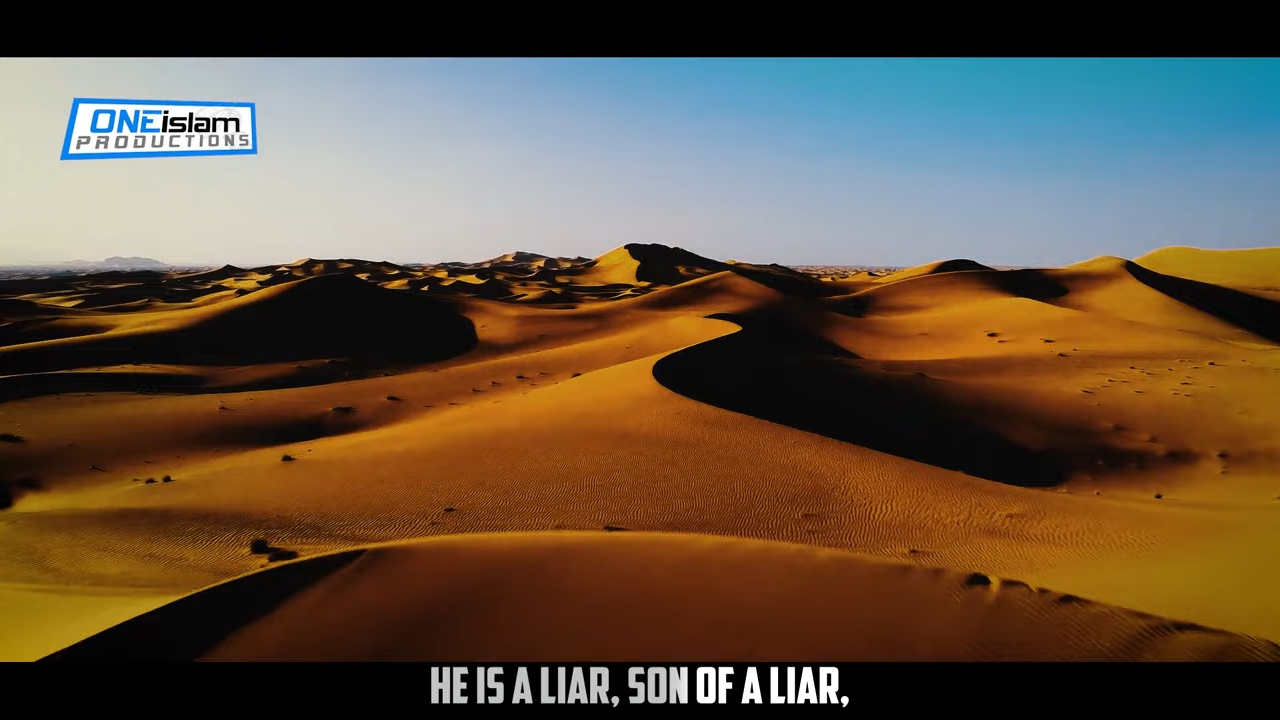 ONEislam
PRODUCTIONS
HE IS A LIAR, SON OF A LIAR,